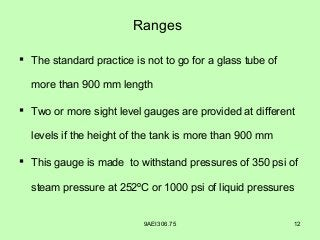 Ranges
▪ The standard practice is not to go for a glass tube of
more than 900 mm length
▪ Two or more sight level gauges are provided at different
levels if the height of the tank is more than 900 mm
▪ This gauge is made to withstand pressures of 350 psi of
steam pressure at 252ºC or 1000 psi of liquid pressures
9AEI306.75
12